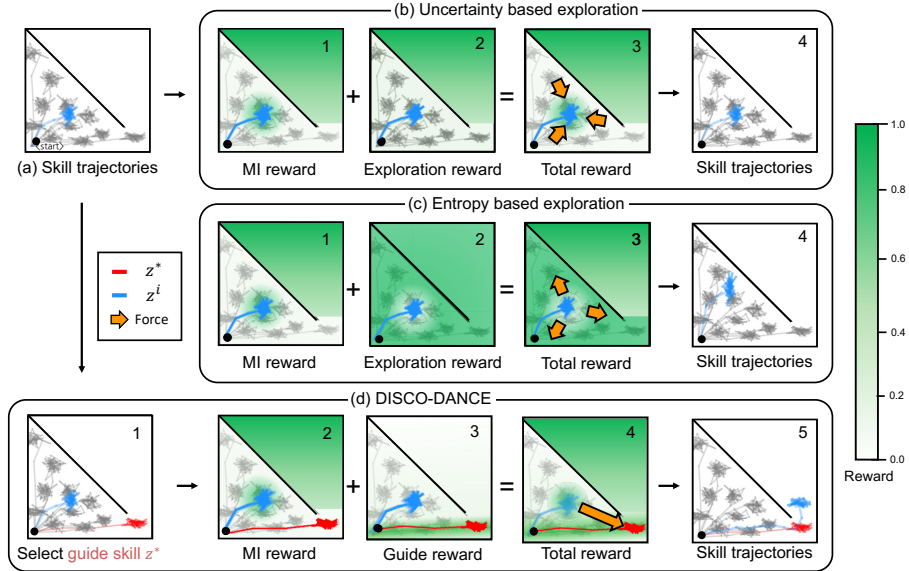 (b) Uncertainty based exploration
1
2
3
4
+
=
<start>
(a) Skill trajectories
MI reward
Exploration reward
Total reward
Skill trajectories
(c) Entropy based exploration
1
2
3
4
+
=
z*
z^i
Force
MI reward
Exploration reward
Total reward
Skill trajectories
1.0
0.8
0.6
0.4
0.2
0.0
Reward
(d) DISCO-DANCE
1
2
3
4
5
+
=
Select guide skill z*
MI reward
Guide reward
Total reward
Skill trajectories